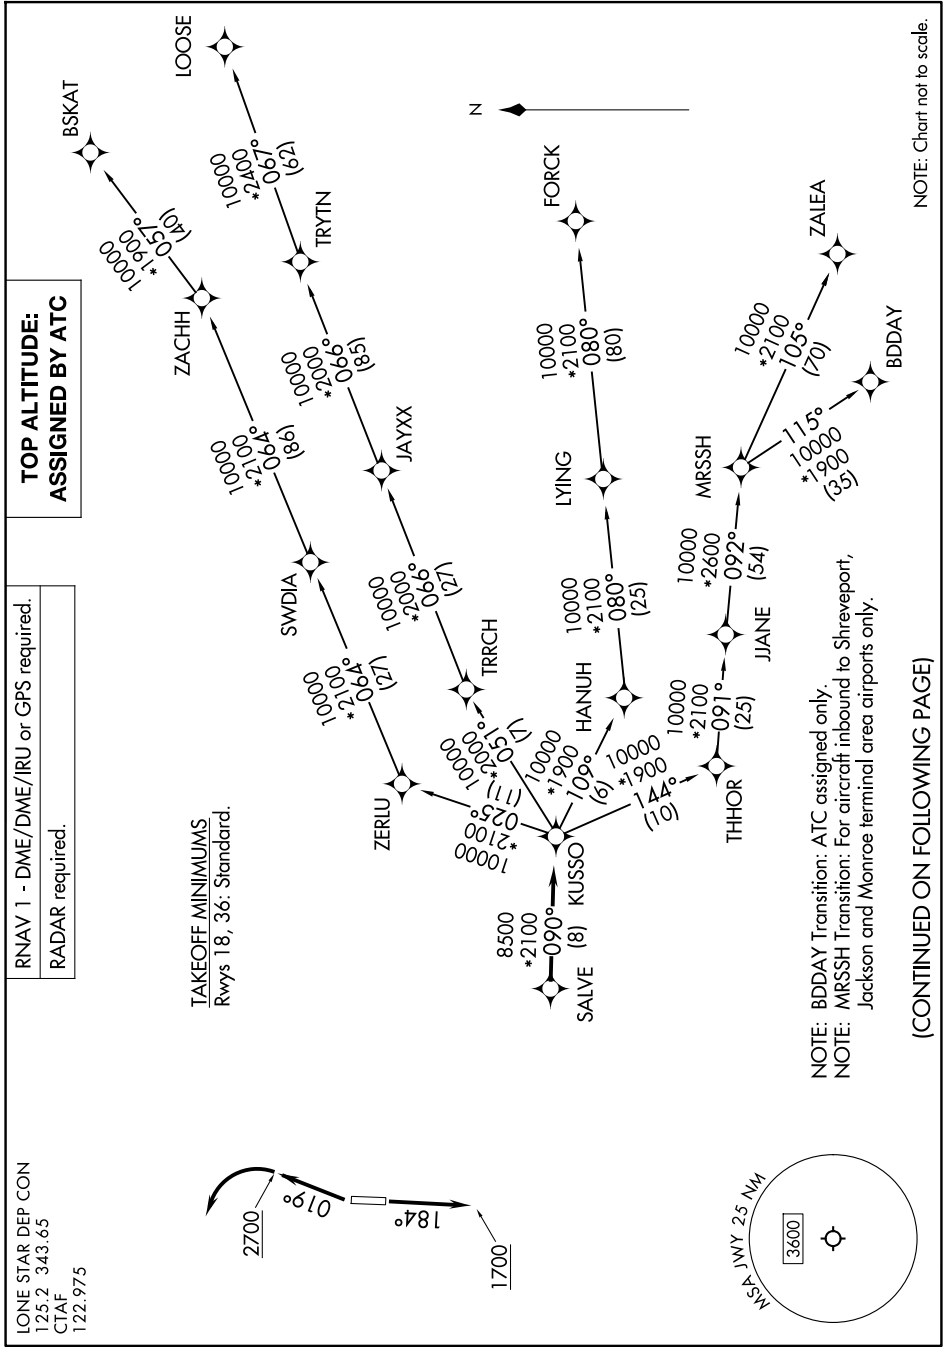 LONE STAR DEP CON
125.2 343.65
CTAF
122.975
RNAV 1 - DME/DME/IRU or GPS required.
RADAR required.
TOP ALTITUDE:
ASSIGNED BY ATC
TAKEOFF MINIMUMS
Rwys 18, 36: Standard.
2700
019°
184°
1700
MSA JWY 25 NM
3600
SALVE
8500
*2100
090°
(8)
KUSSO
10000
*2100
025°
(11)
ZERLU
10000
*2100
064°
(27)
SWDIA
10000
*2100
064°
(86)
ZACHH
10000
*1900
057°
(40)
BSKAT
10000
*2000
051°
(7)
TRRCH
10000
*2000
066°
(27)
JAYXX
10000
*2000
066°
(85)
TRYTN
10000
*2400
067°
(62)
LOOSE
N
10000
*1900
109°
(6)
HANUH
10000
*2100
080°
(25)
LYING
10000
*2100
080°
(80)
FORCK
10000
*1900
144°
(10)
THHOR
10000
*2100
091°
(25)
JJANE
10000
*2600
092°
(54)
MRSSH
10000
*2100
105°
(70)
ZALEA
115°
10000
*1900
(35)
BDDAY
NOTE: BDDAY Transition: ATC assigned only.
NOTE: MRSSH Transition: For aircraft inbound to Shreveport,
Jackson and Monroe terminal area airports only.
NOTE: Chart not to scale.
(CONTINUED ON FOLLOWING PAGE)